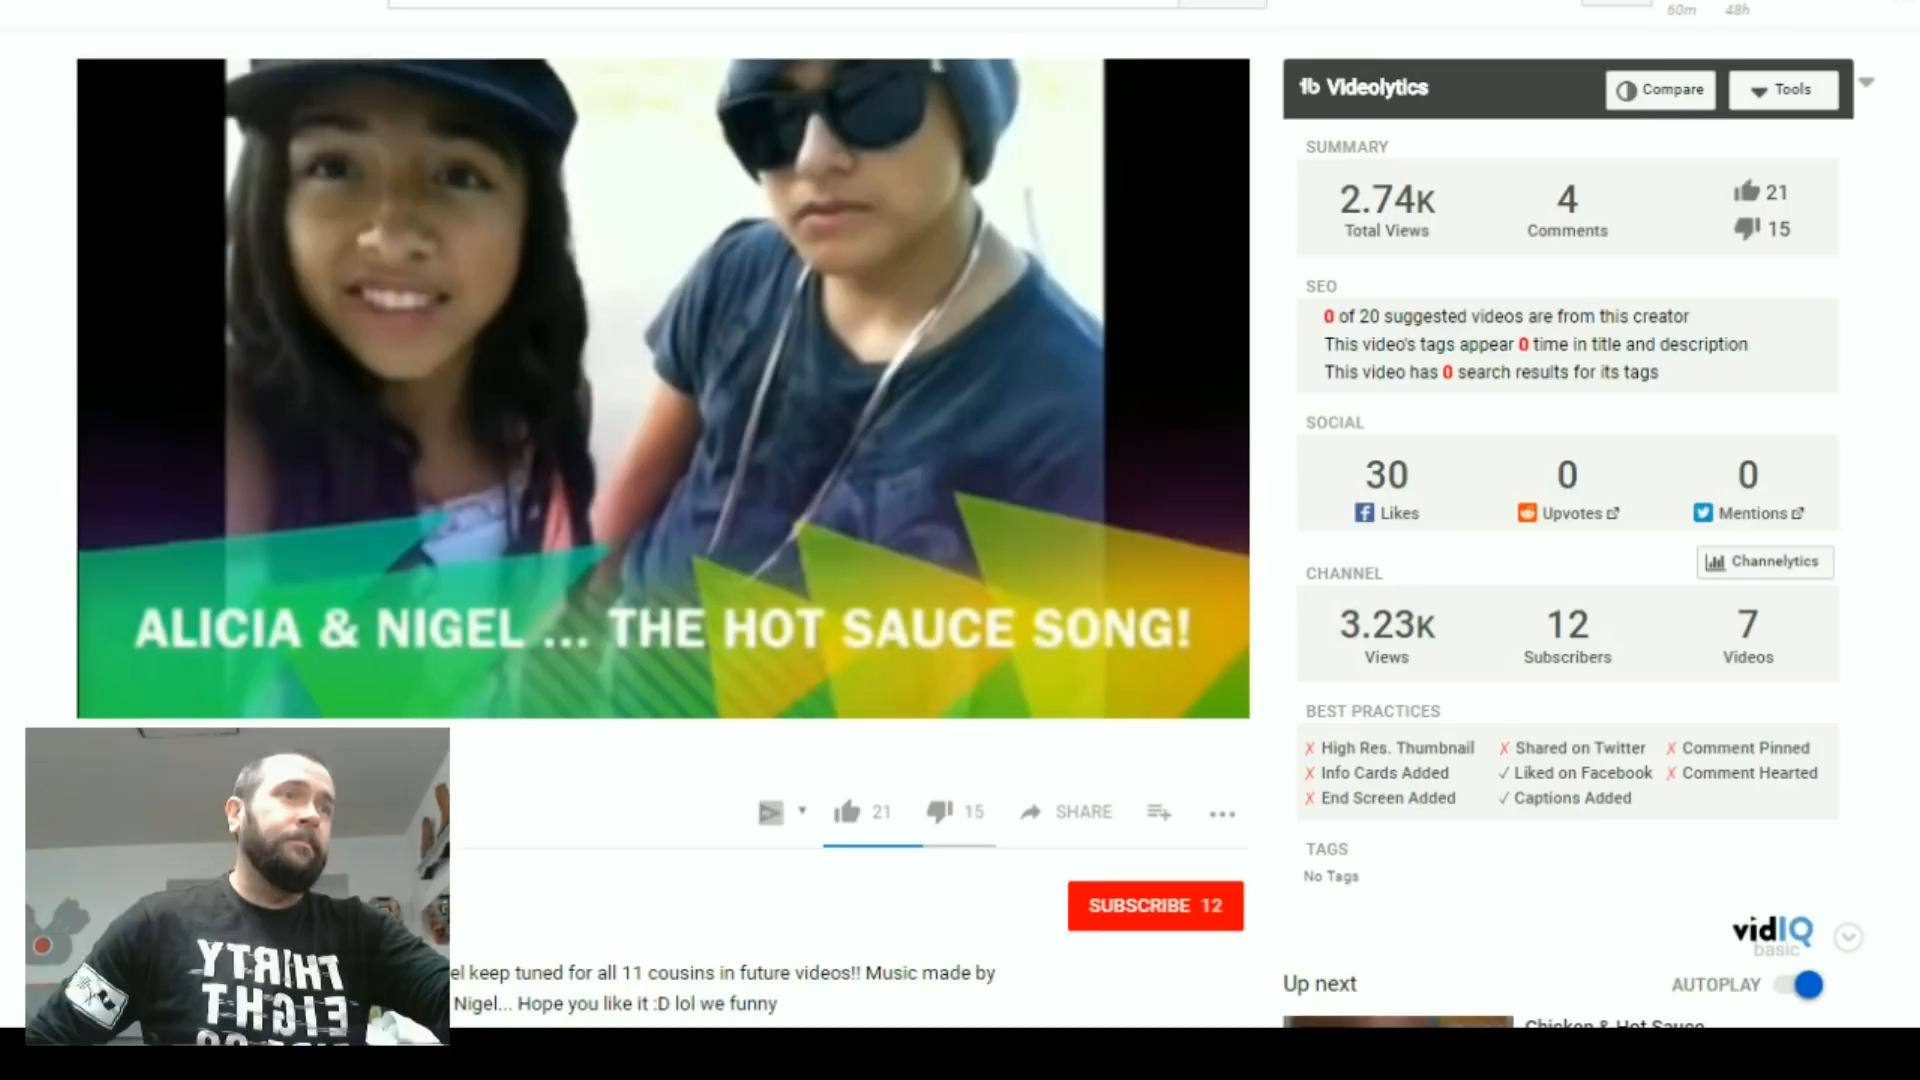 60m 48h
ALICIA & NIGEL ... THE HOT SAUCE SONG!
21 15 SHARE
SUBSCRIBE 12
el keep tuned for all 11 cousins in future videos!! Music made by
Nigel... Hope you like it :D lol we funny
THIRTY
EIGHT
Videolytics Compare Tools
SUMMARY
2.74K 4 21
Total Views Comments 15
SEO
0 of 20 suggested videos are from this creator
This video's tags appear 0 time in title and description
This video has 0 search results for its tags
SOCIAL
30 0 0
Likes Upvotes Mentions
CHANNEL Channelytics
3.23K 12 7
Views Subscribers Videos
BEST PRACTICES
X High Res. Thumbnail X Shared on Twitter X Comment Pinned
X Info Cards Added ✓ Liked on Facebook X Comment Hearted
X End Screen Added ✓ Captions Added
TAGS
No Tags
vidIQ
basic
Up next AUTOPLAY
Chicken & Hot Sauce